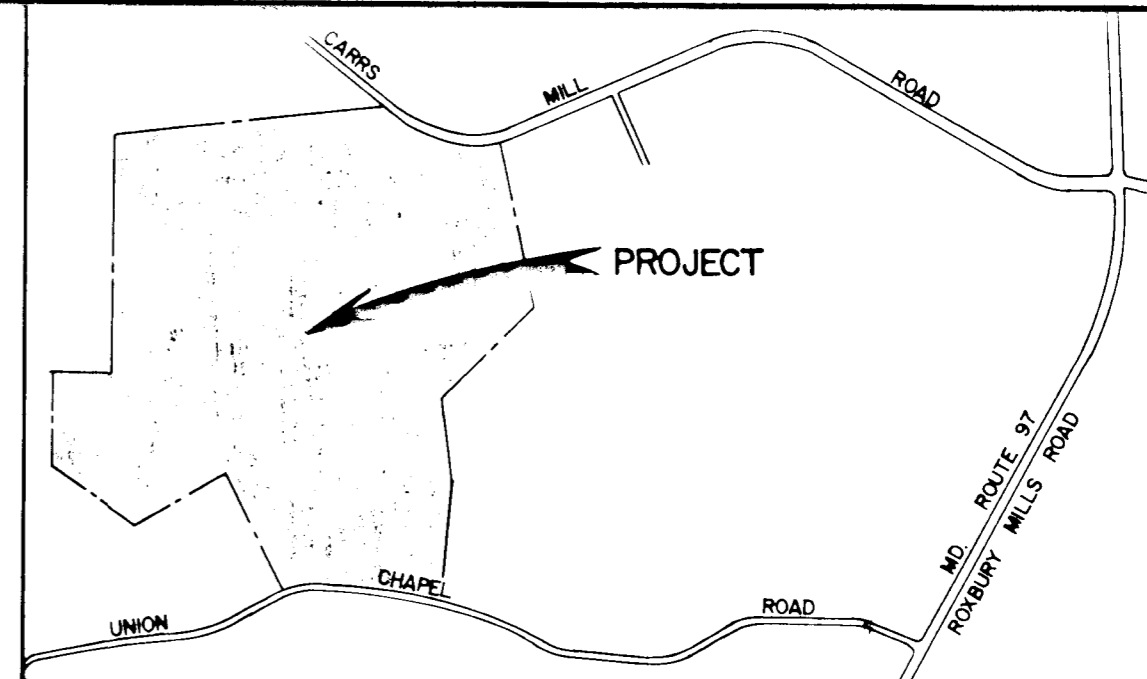 CARRS MILL ROAD
PROJECT
MD. ROUTE 97
ROXBURY MILLS ROAD
UNION CHAPEL ROAD